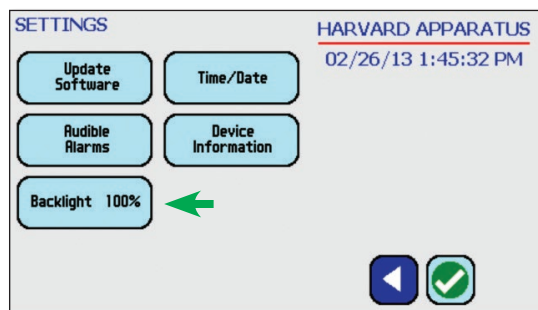 SETTINGS
HARVARD APPARATUS
02/26/13 1:45:32 PM
Update
Software
Time/Date
Audible
Alarms
Device
Information
Backlight 100%